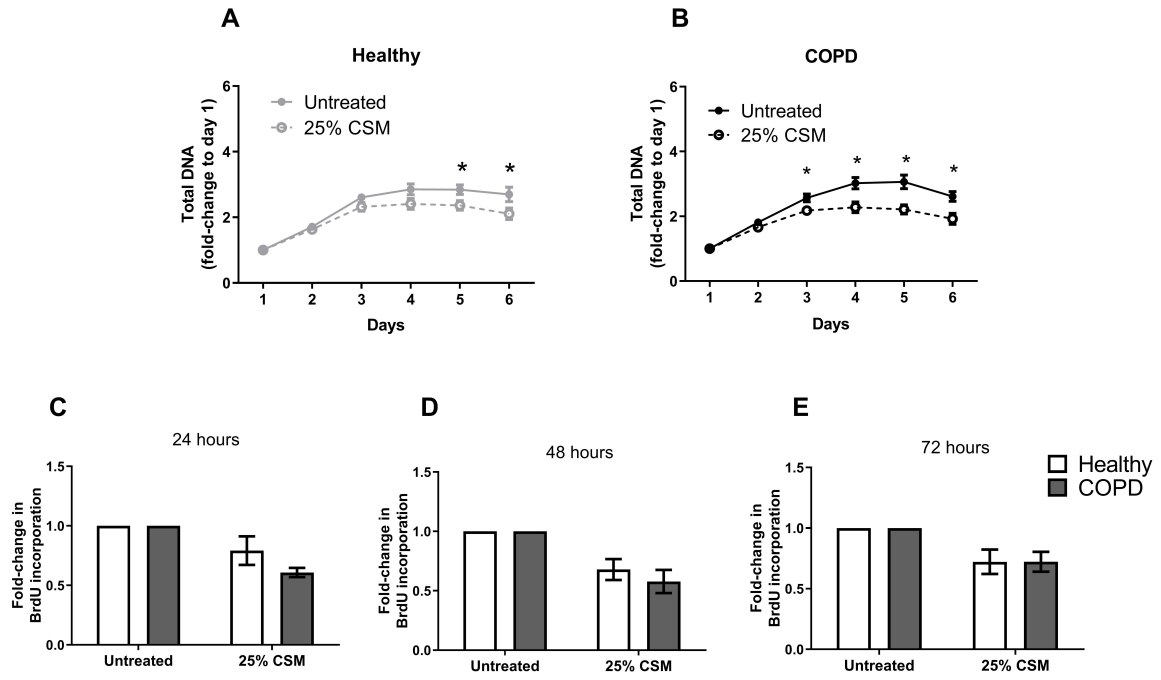 A
Healthy
Total DNA
(fold-change to day 1)
6
4
2
0
Untreated
25% CSM
*
*
1 2 3 4 5 6
Days
B
COPD
Total DNA
(fold-change to day 1)
6
4
2
0
Untreated
25% CSM
* * * *
1 2 3 4 5 6
Days
C
24 hours
Fold-change in
BrdU incorporation
1.5
1.0
0.5
0.0
Untreated 25% CSM
D
48 hours
Fold-change in
BrdU incorporation
1.5
1.0
0.5
0.0
Untreated 25% CSM
E
72 hours
Fold-change in
BrdU incorporation
1.5
1.0
0.5
0.0
Untreated 25% CSM
Healthy
COPD